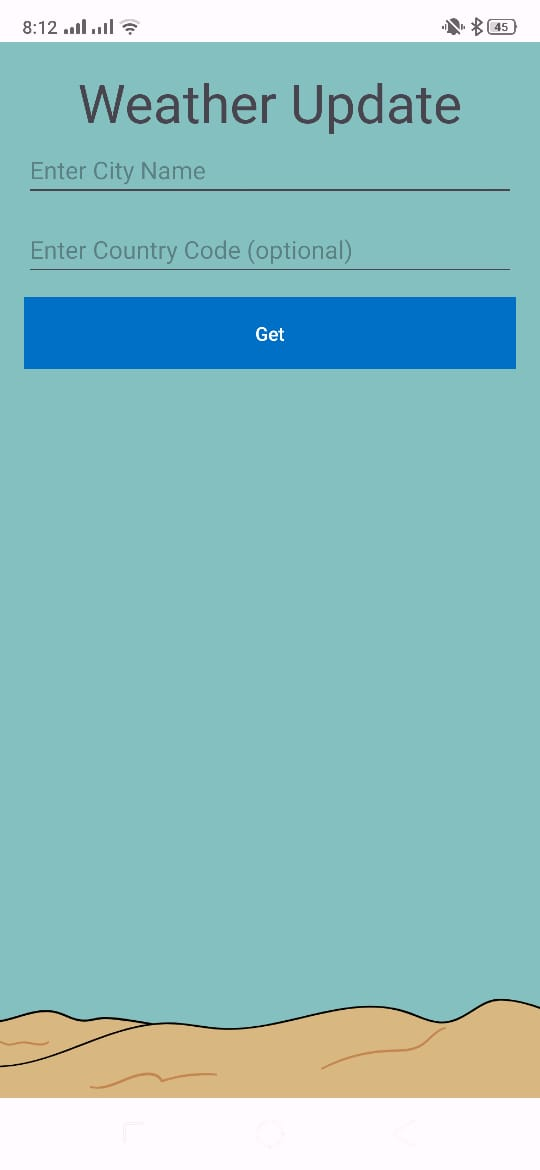 8:12 45
Weather Update
Enter City Name
Enter Country Code (optional)
Get